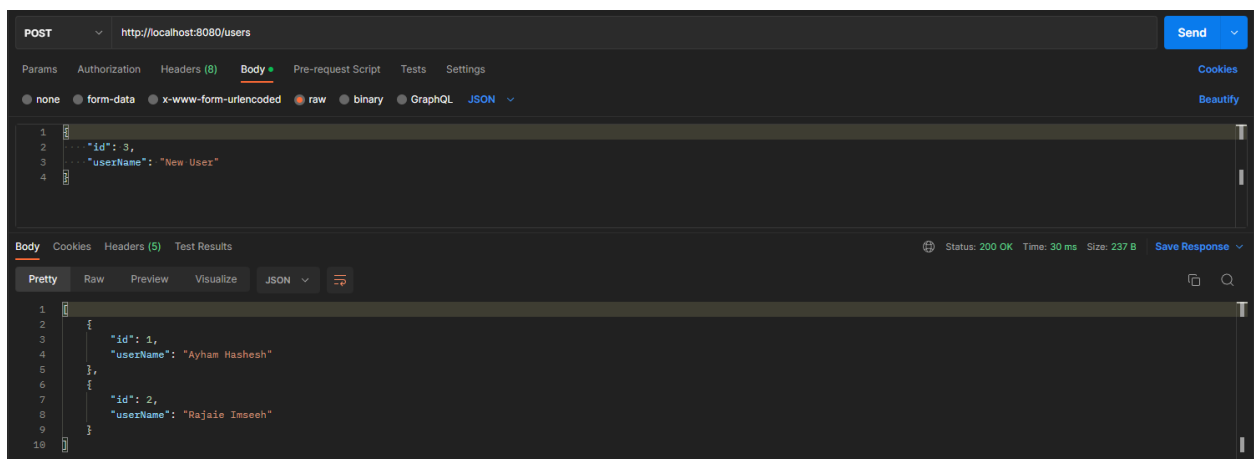 POST http://localhost:8080/users Send
Params Authorization Headers (8) Body Pre-request Script Tests Settings Cookies
none form-data x-www-form-urlencoded raw binary GraphQL JSON Beautify
1 {
2 ····"id":·3,
3 ····"userName":·"New·User"
4 }
Body Cookies Headers (5) Test Results Status: 200 OK Time: 30 ms Size: 237 B Save Response
Pretty Raw Preview Visualize JSON
1 [
2 {
3 "id": 1,
4 "userName": "Ayham Hashesh"
5 },
6 {
7 "id": 2,
8 "userName": "Rajaie Imseeh"
9 }
10 ]